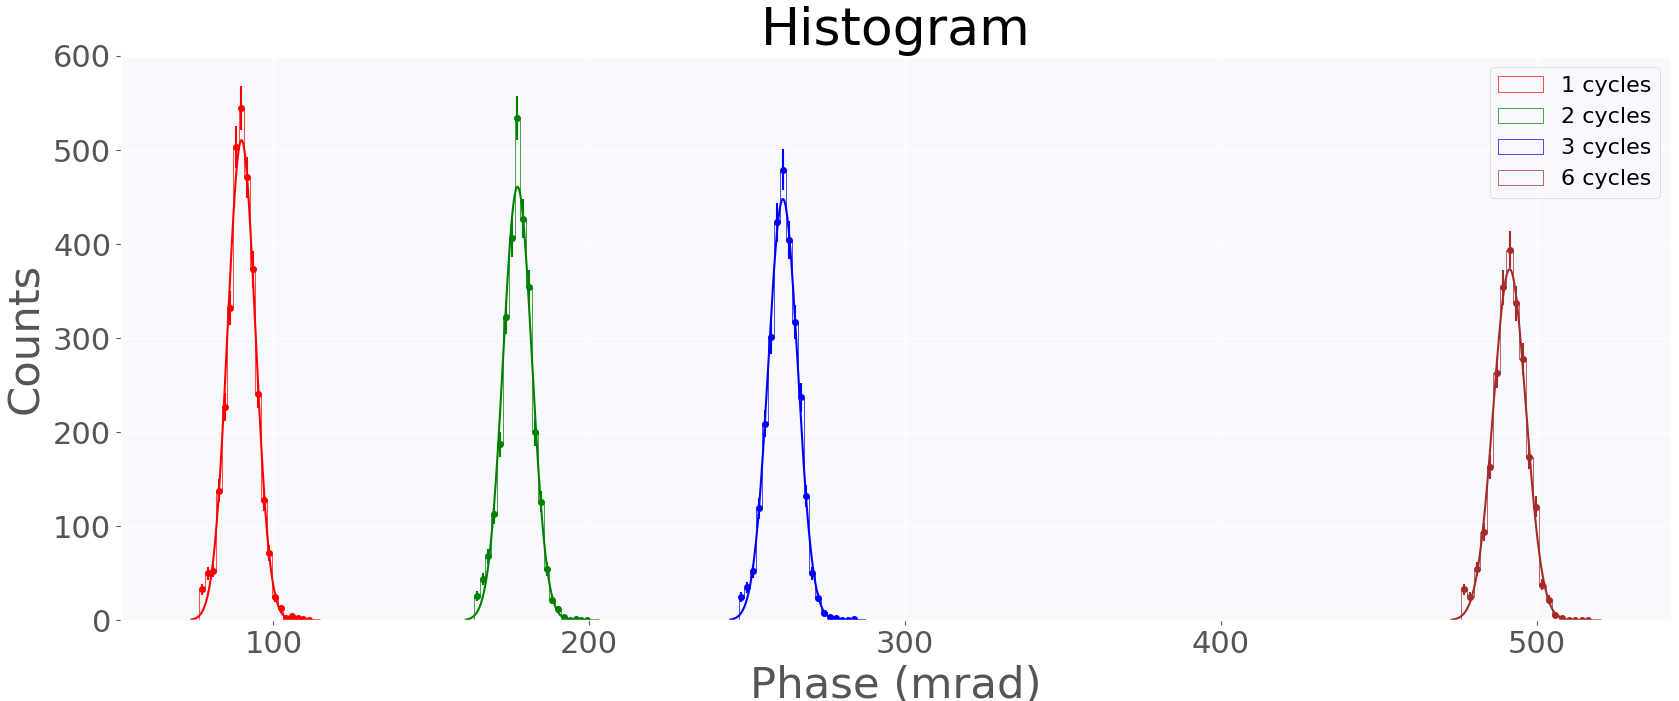 Histogram
600
500
400
300
200
100
0
Counts
1 cycles
2 cycles
3 cycles
6 cycles
100 200 300 400 500
Phase (mrad)